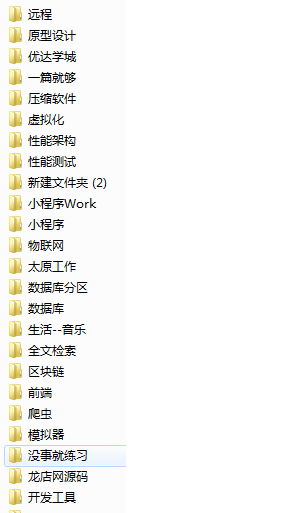 远程
原型设计
优达学城
一篇就够
压缩软件
虚拟化
性能架构
性能测试
新建文件夹 (2)
小程序Work
小程序
物联网
太原工作
数据库分区
数据库
生活--音乐
全文检索
区块链
前端
爬虫
模拟器
没事就练习
龙店网源码
开发工具